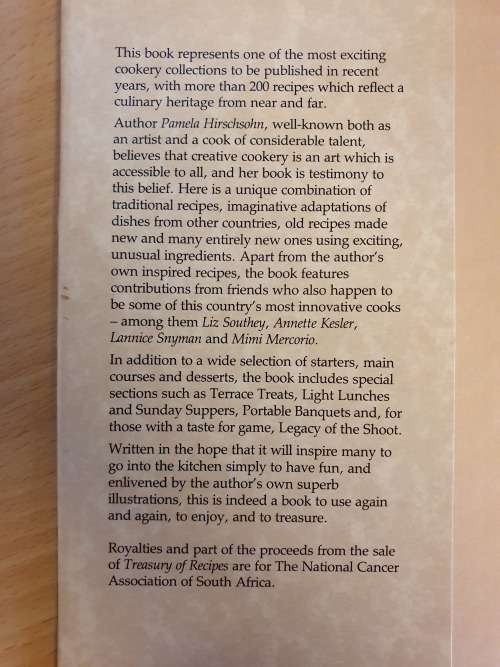 This book represents one of the most exciting
cookery collections to be published in recent
years, with more than 200 recipes which reflect a
culinary heritage from near and far.
Author Pamela Hirschsohn, well-known both as
an artist and a cook of considerable talent,
believes that creative cookery is an art which is
accessible to all, and her book is testimony to
this belief. Here is a unique combination of
traditional recipes, imaginative adaptations of
dishes from other countries, old recipes made
new and many entirely new ones using exciting,
unusual ingredients. Apart from the author's
own inspired recipes, the book features
contributions from friends who also happen to
be some of this country's most innovative cooks
– among them Liz Southey, Annette Kesler,
Lannice Snyman and Mimi Mercorio.
In addition to a wide selection of starters, main
courses and desserts, the book includes special
sections such as Terrace Treats, Light Lunches
and Sunday Suppers, Portable Banquets and, for
those with a taste for game, Legacy of the Shoot.
Written in the hope that it will inspire many to
go into the kitchen simply to have fun, and
enlivened by the author's own superb
illustrations, this is indeed a book to use again
and again, to enjoy, and to treasure.
Royalties and part of the proceeds from the sale
of Treasury of Recipes are for The National Cancer
Association of South Africa.